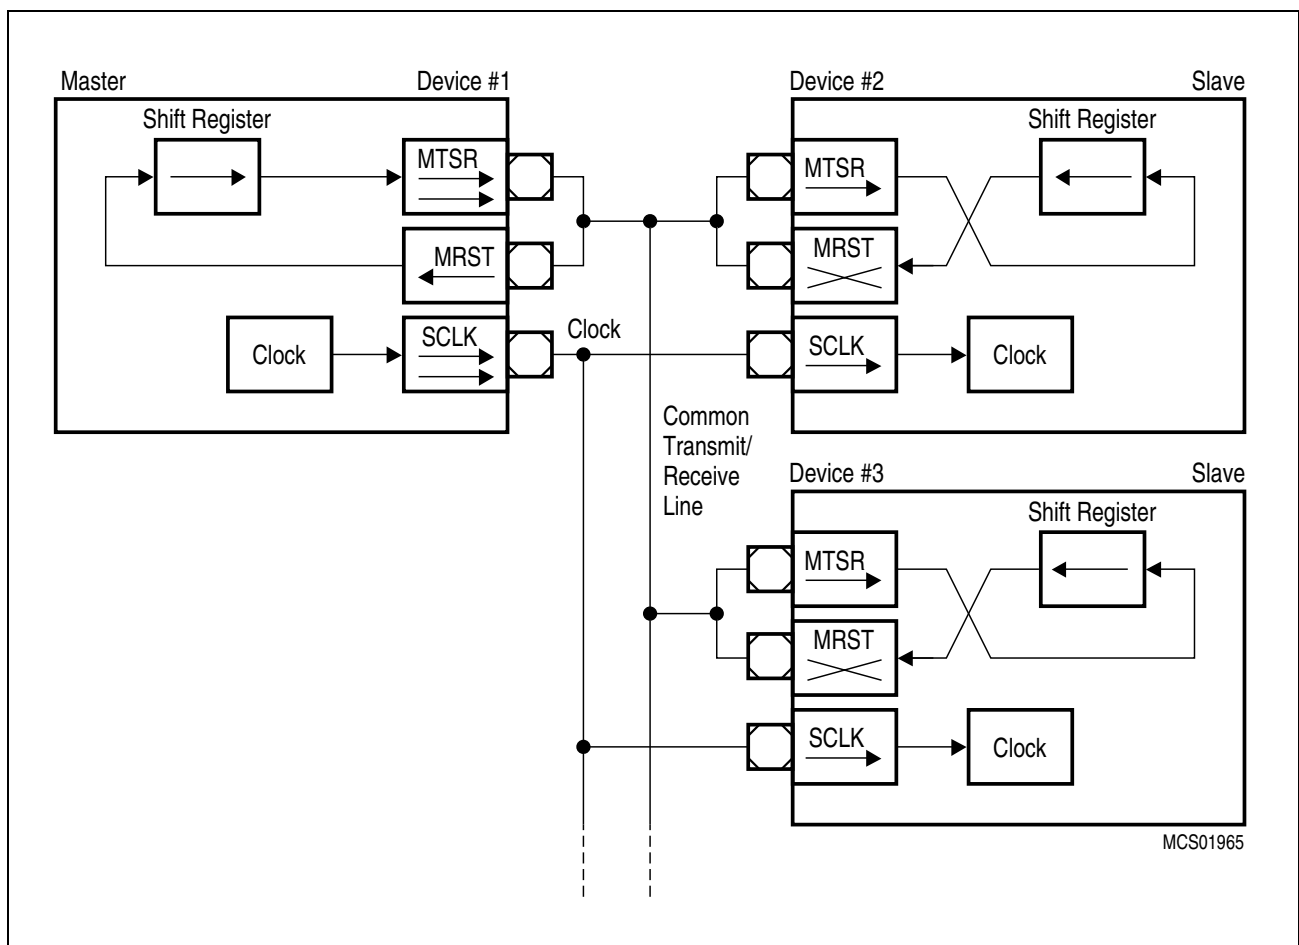 Master
Device #1
Shift Register
MTSR
MRST
Clock
SCLK
Clock
Common
Transmit/
Receive
Line
Device #2
Slave
Shift Register
MTSR
MRST
SCLK
Clock
Device #3
Slave
Shift Register
MTSR
MRST
SCLK
Clock
MCS01965